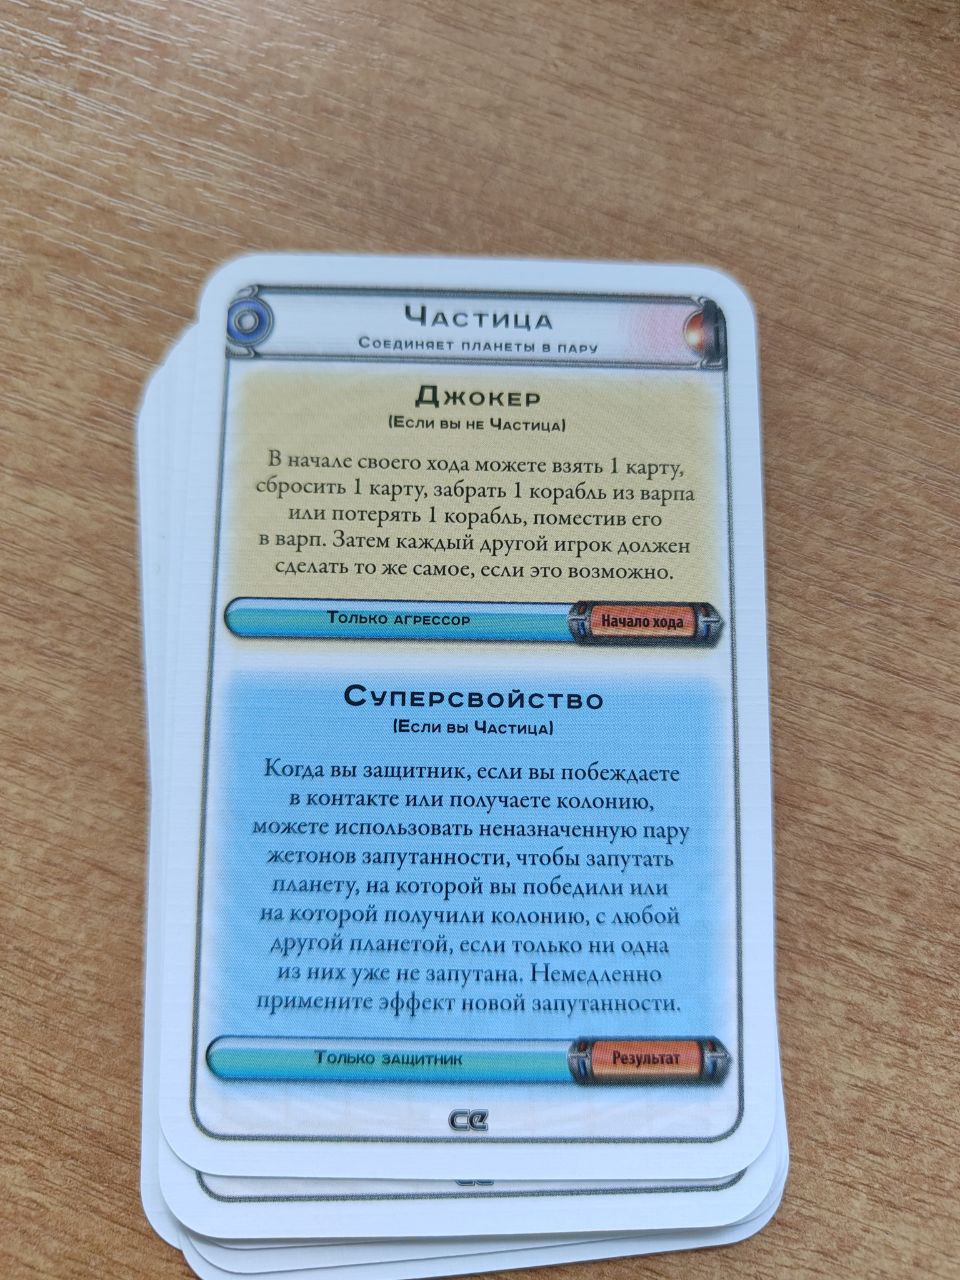 Частица
Соединяет планеты в пару
Джокер
(Если вы не Частица)
В начале своего хода можете взять 1 карту,
сбросить 1 карту, забрать 1 корабль из варпа
или потерять 1 корабль, поместив его
в варп. Затем каждый другой игрок должен
сделать то же самое, если это возможно.
Только агрессор
Начало хода
Суперсвойство
(Если вы Частица)
Когда вы защитник, если вы побеждаете
в контакте или получаете колонию,
можете использовать неназначенную пару
жетонов запутанности, чтобы запутать
планету, на которой вы победили или
на которой получили колонию, с любой
другой планетой, если только ни одна
из них уже не запутана. Немедленно
примените эффект новой запутанности.
Только защитник
Результат
CE